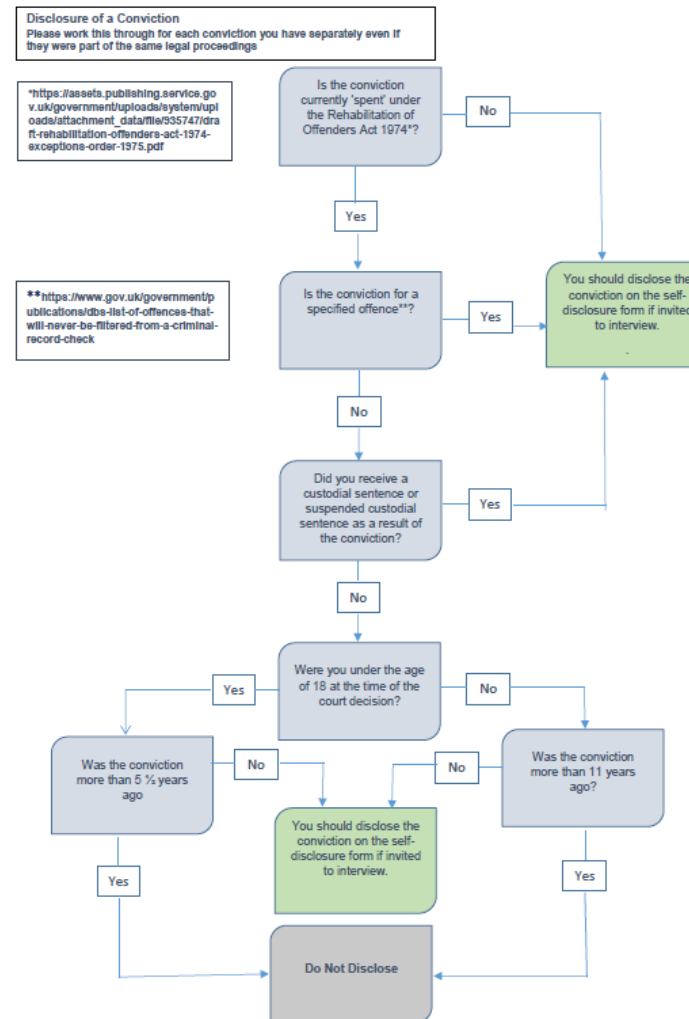 Disclosure of a Conviction
Please work this through for each conviction you have separately even if
they were part of the same legal proceedings
*https://assets.publishing.service.go
v.uk/government/uploads/system/upl
oads/attachment_data/file/935747/dra
ft-rehabilitation-offenders-act-1974-
exceptions-order-1975.pdf
Is the conviction
currently 'spent' under
the Rehabilitation of
Offenders Act 1974*?
No
Yes
**https://www.gov.uk/government/p
ublications/dbs-list-of-offences-that-
will-never-be-filtered-from-a-criminal-
record-check
Is the conviction for a
specified offence**?
Yes
You should disclose the
conviction on the self-
disclosure form if invited
to interview.
.
No
Did you receive a
custodial sentence or
suspended custodial
sentence as a result of
the conviction?
Yes
No
Were you under the age
of 18 at the time of the
court decision?
Yes
No
Was the conviction
more than 5 ½ years
ago
No
No
Was the conviction
more than 11 years
ago?
You should disclose the
conviction on the self-
disclosure form if invited
to interview.
Yes
Yes
Do Not Disclose